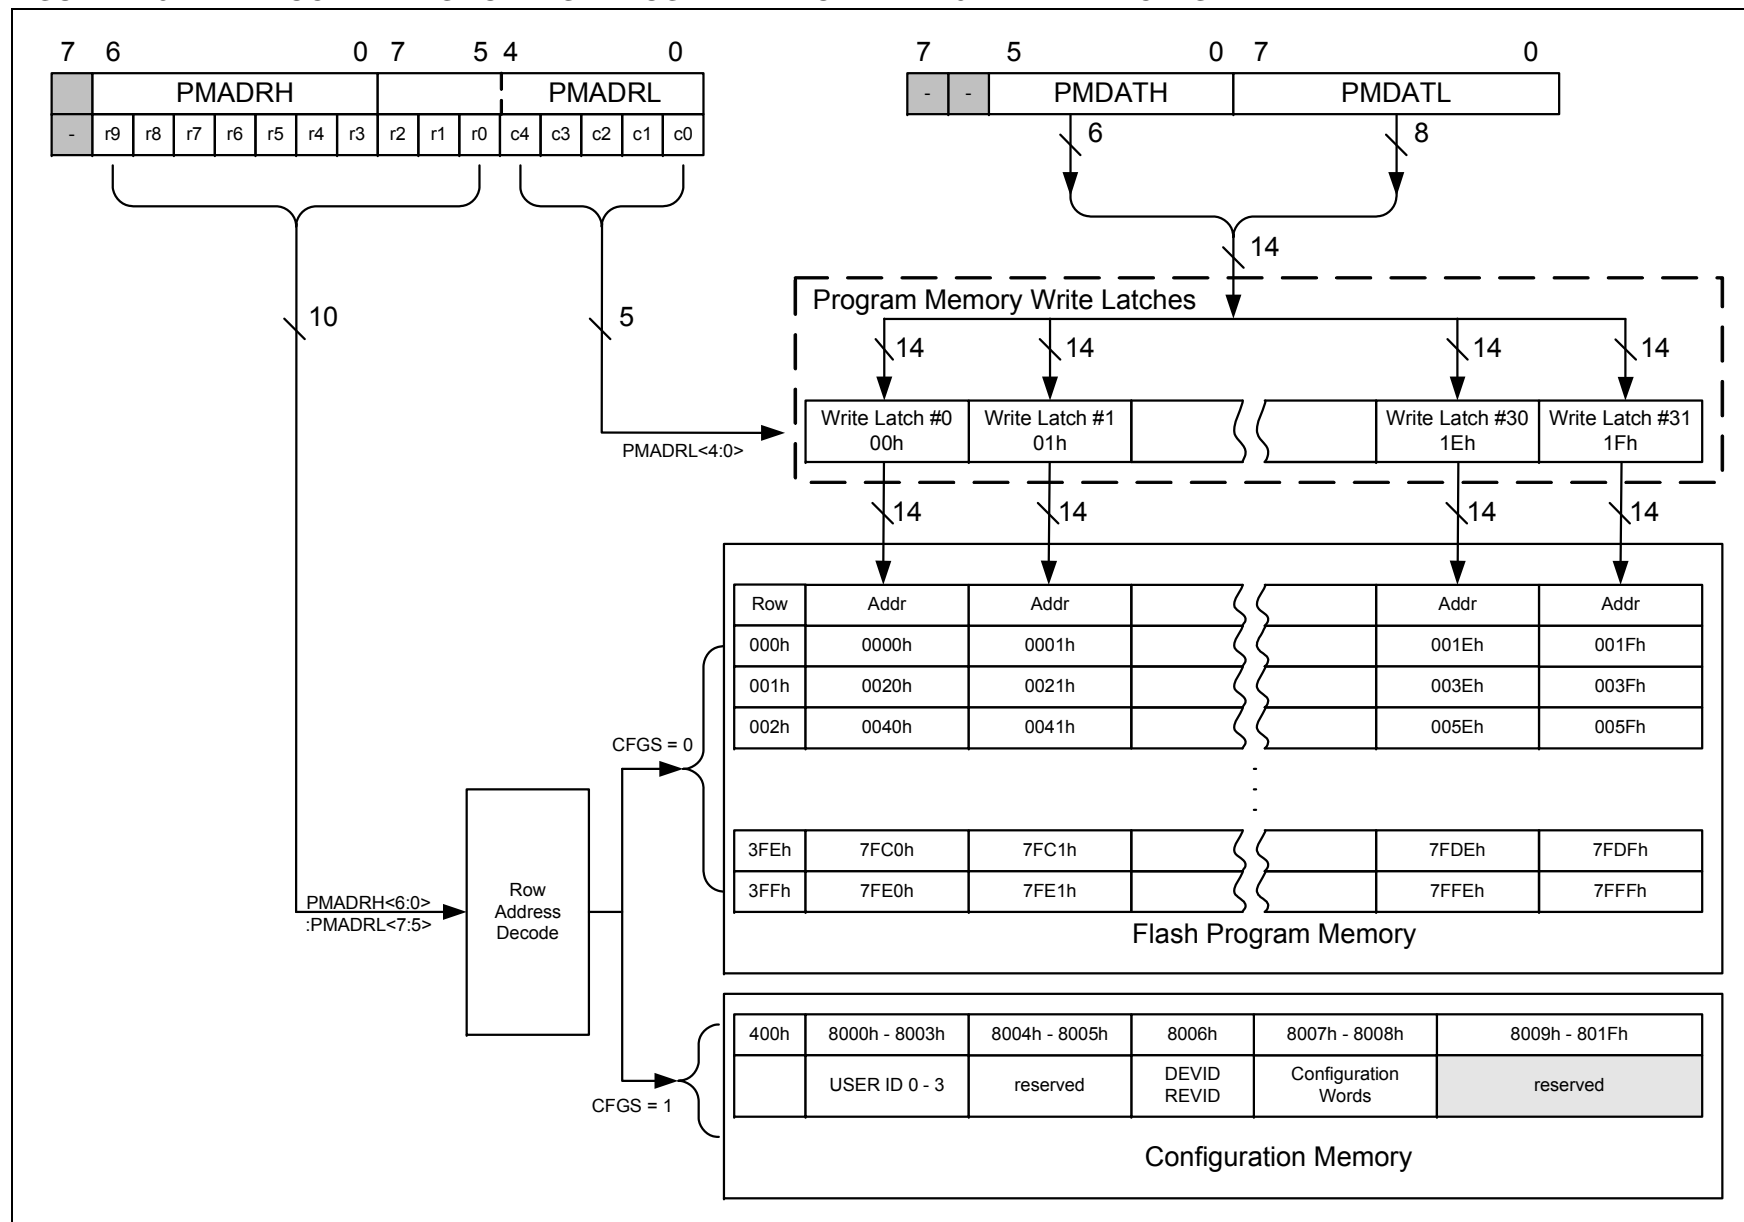 7 6 0 7 5 4 0
7 5 0 7 0
PMADRH PMADRL
- - PMDATH PMDATL
- r9 r8 r7 r6 r5 r4 r3 r2 r1 r0 c4 c3 c2 c1 c0
6 8
14
Program Memory Write Latches
10 5
14 14 14 14
Write Latch #0 Write Latch #1 Write Latch #30 Write Latch #31
00h 01h 1Eh 1Fh
PMADRL<4:0>
14 14 14 14
Row Addr Addr Addr Addr
000h 0000h 0001h 001Eh 001Fh
001h 0020h 0021h 003Eh 003Fh
002h 0040h 0041h 005Eh 005Fh
CFGS = 0
3FEh 7FC0h 7FC1h 7FDEh 7FDFh
3FFh 7FE0h 7FE1h 7FFEh 7FFFh
PMADRH<6:0>
:PMADRL<7:5>
Row
Address
Decode
Flash Program Memory
400h 8000h - 8003h 8004h - 8005h 8006h 8007h - 8008h 8009h - 801Fh
USER ID 0 - 3 reserved DEVID REVID Configuration Words reserved
CFGS = 1
Configuration Memory